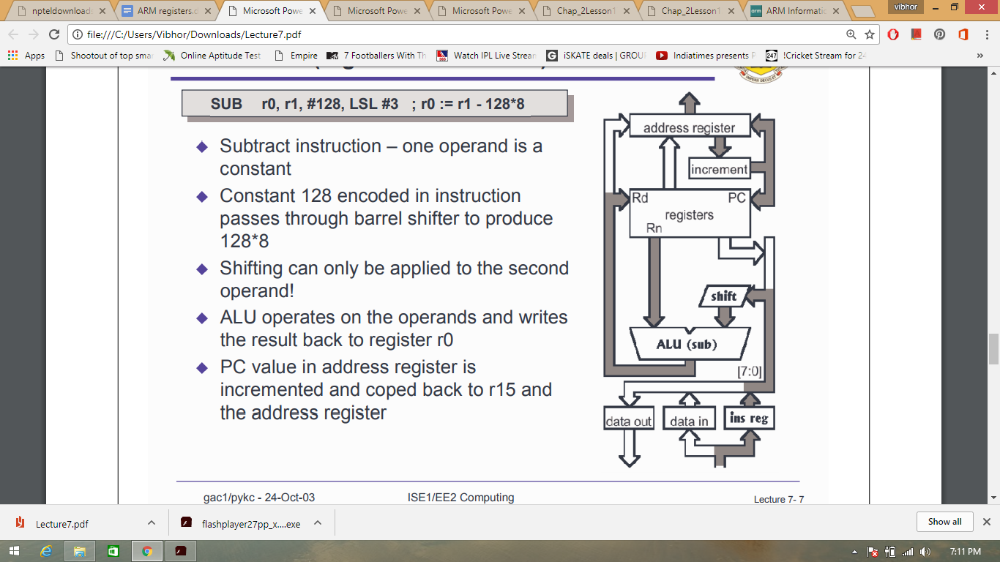 npteldownload
ARM registers.d
Microsoft Powe
Microsoft Powe
Microsoft Powe
Chap_2Lesson1
Chap_2Lesson1
ARM Informatic
vibhor
file:///C:/Users/Vibhor/Downloads/Lecture7.pdf
Apps
Shootout of top smar
Online Aptitude Test
Empire
7 Footballers With Th
Watch IPL Live Stream
iSKATE deals | GROUP
Indiatimes presents P
!Cricket Stream for 24
»
SUB r0, r1, #128, LSL #3 ; r0 := r1 - 128*8
Subtract instruction – one operand is a
constant
Constant 128 encoded in instruction
passes through barrel shifter to produce
128*8
Shifting can only be applied to the second
operand!
ALU operates on the operands and writes
the result back to register r0
PC value in address register is
incremented and coped back to r15 and
the address register
address register
increment
Rd PC
registers
Rn
shift
ALU (sub)
[7:0]
data out
data in
ins reg
gac1/pykc - 24-Oct-03
ISE1/EE2 Computing
Lecture 7- 7
Lecture7.pdf
flashplayer27pp_x....exe
Show all
7:11 PM